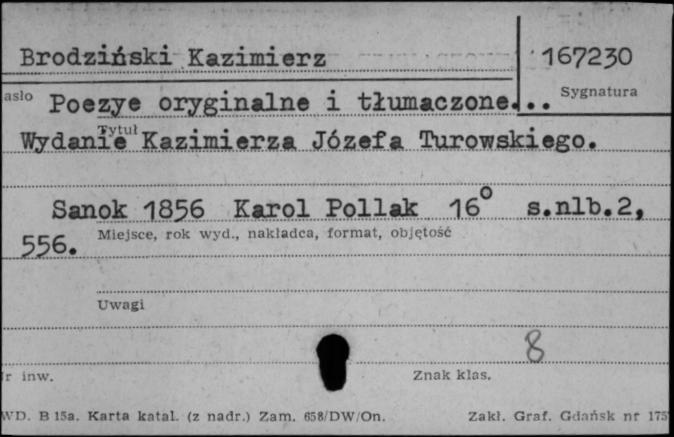 Brodziński Kazimierz 167230
asło Poezye oryginalne i tłumaczone... Sygnatura
Tytuł
Wydanie Kazimierza Józefa Turowskiego.
Sanok 1856 Karol Pollak 16° s.nlb.2,
556. Miejsce, rok wyd., nakładca, format, objętość
Uwagi
8
r inw. Znak klas.
WD. B 15a. Karta katal. (z nadr.) Zam. 658/DW/On. Zakł. Graf. Gdańsk nr 175